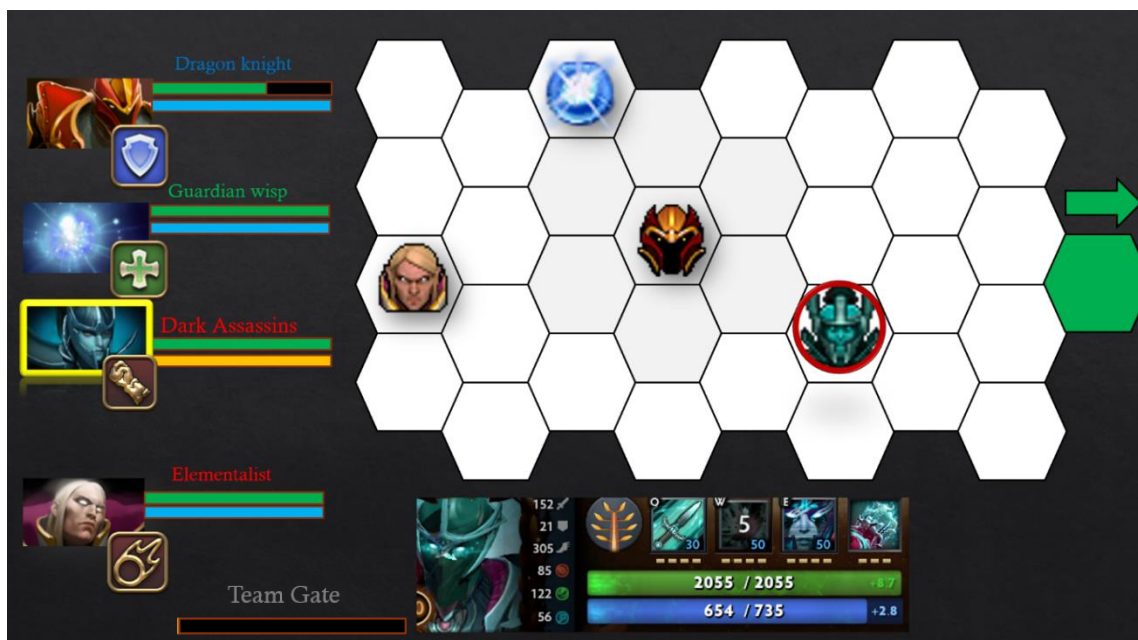 Dragon knight
Guardian wisp
Dark Assassins
Elementalist
Team Gate
152
21
305
85
122
56
Q
30
W
5
50
E
50
2055 / 2055
+8.7
654 / 735
+2.8